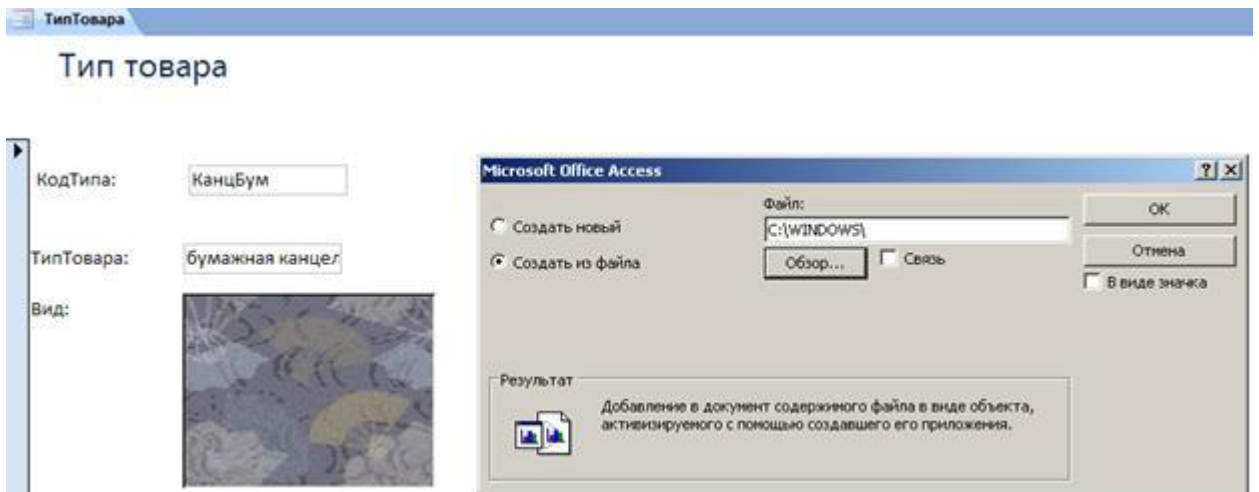 ТипТовара
Тип товара
КодТипа:
КанцБум
ТипТовара:
бумажная канцел
Вид:
Microsoft Office Access
Создать новый
Создать из файла
Файл:
C:\WINDOWS\
Обзор...
Связь
ОК
Отмена
В виде значка
Результат
Добавление в документ содержимого файла в виде объекта,
активизируемого с помощью создавшего его приложения.